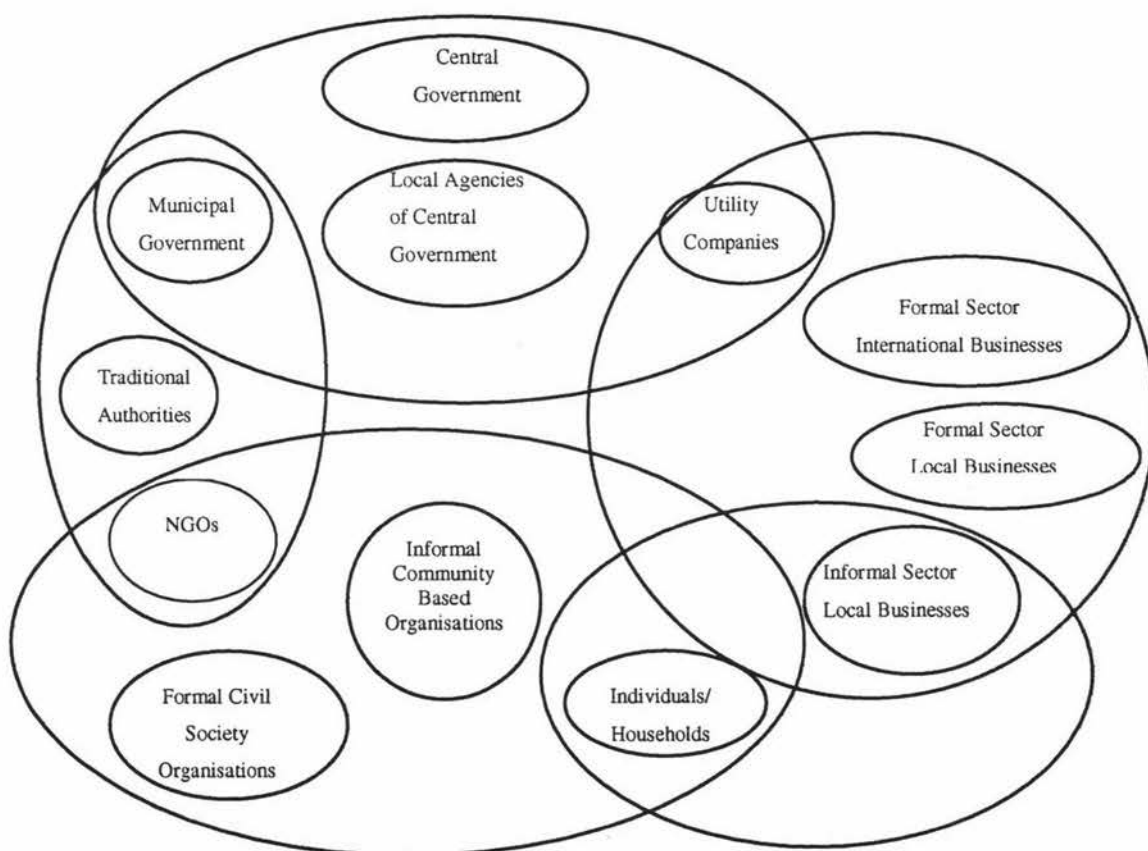 Central
Government
Local Agencies
of Central
Government
Municipal
Government
Utility
Companies
Formal Sector
International Businesses
Traditional
Authorities
Formal Sector
Local Businesses
NGOs
Informal
Community
Based
Organisations
Informal Sector
Local Businesses
Formal Civil
Society
Organisations
Individuals/
Households